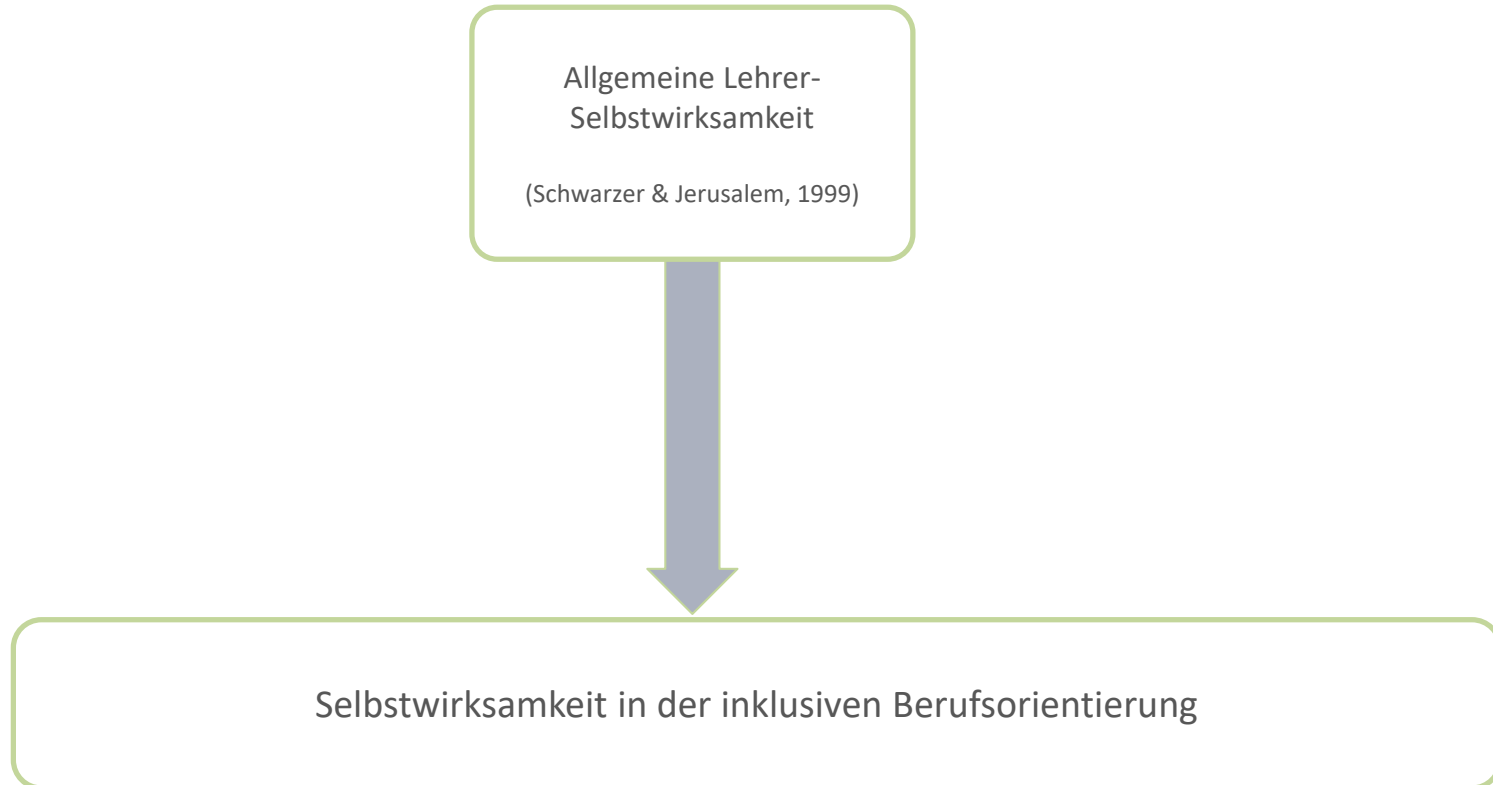 Allgemeine Lehrer-
Selbstwirksamkeit
(Schwarzer & Jerusalem, 1999)
Selbstwirksamkeit in der inklusiven Berufsorientierung